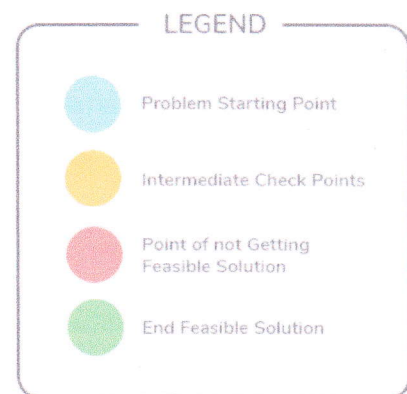 LEGEND
Problem Starting Point
Intermediate Check Points
Point of not Getting
Feasible Solution
End Feasible Solution